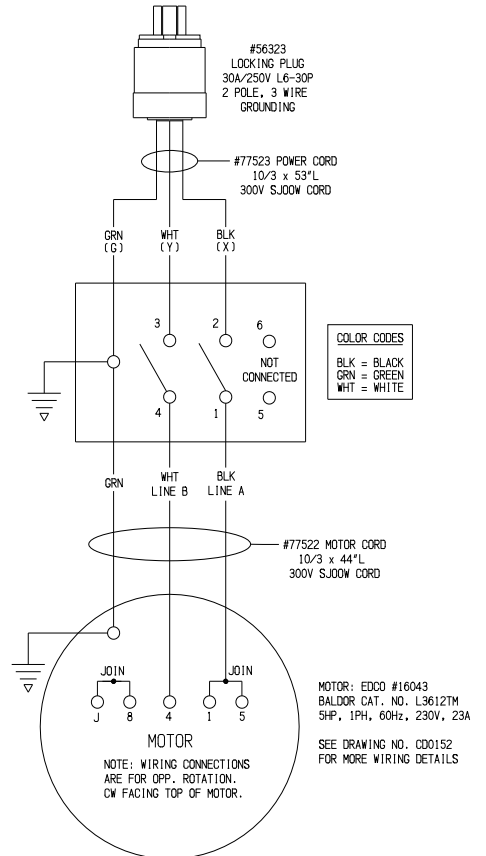 #56323
LOCKING PLUG
30A/250V L6-30P
2 POLE, 3 WIRE
GROUNDING
#77523 POWER CORD
10/3 x 53"L
300V SJOOW CORD
GRN
(G)
WHT
(Y)
BLK
(X)
3
2
6
NOT
CONNECTED
4
1
5
COLOR CODES
BLK = BLACK
GRN = GREEN
WHT = WHITE
GRN
WHT
LINE B
BLK
LINE A
#77522 MOTOR CORD
10/3 x 44"L
300V SJOOW CORD
JOIN
JOIN
J
8
4
1
5
MOTOR
NOTE: WIRING CONNECTIONS
ARE FOR OPP. ROTATION.
CW FACING TOP OF MOTOR.
MOTOR: EDCO #16043
BALDOR CAT. NO. L3612TM
5HP, 1PH, 60Hz, 230V, 23A
SEE DRAWING NO. CD0152
FOR MORE WIRING DETAILS